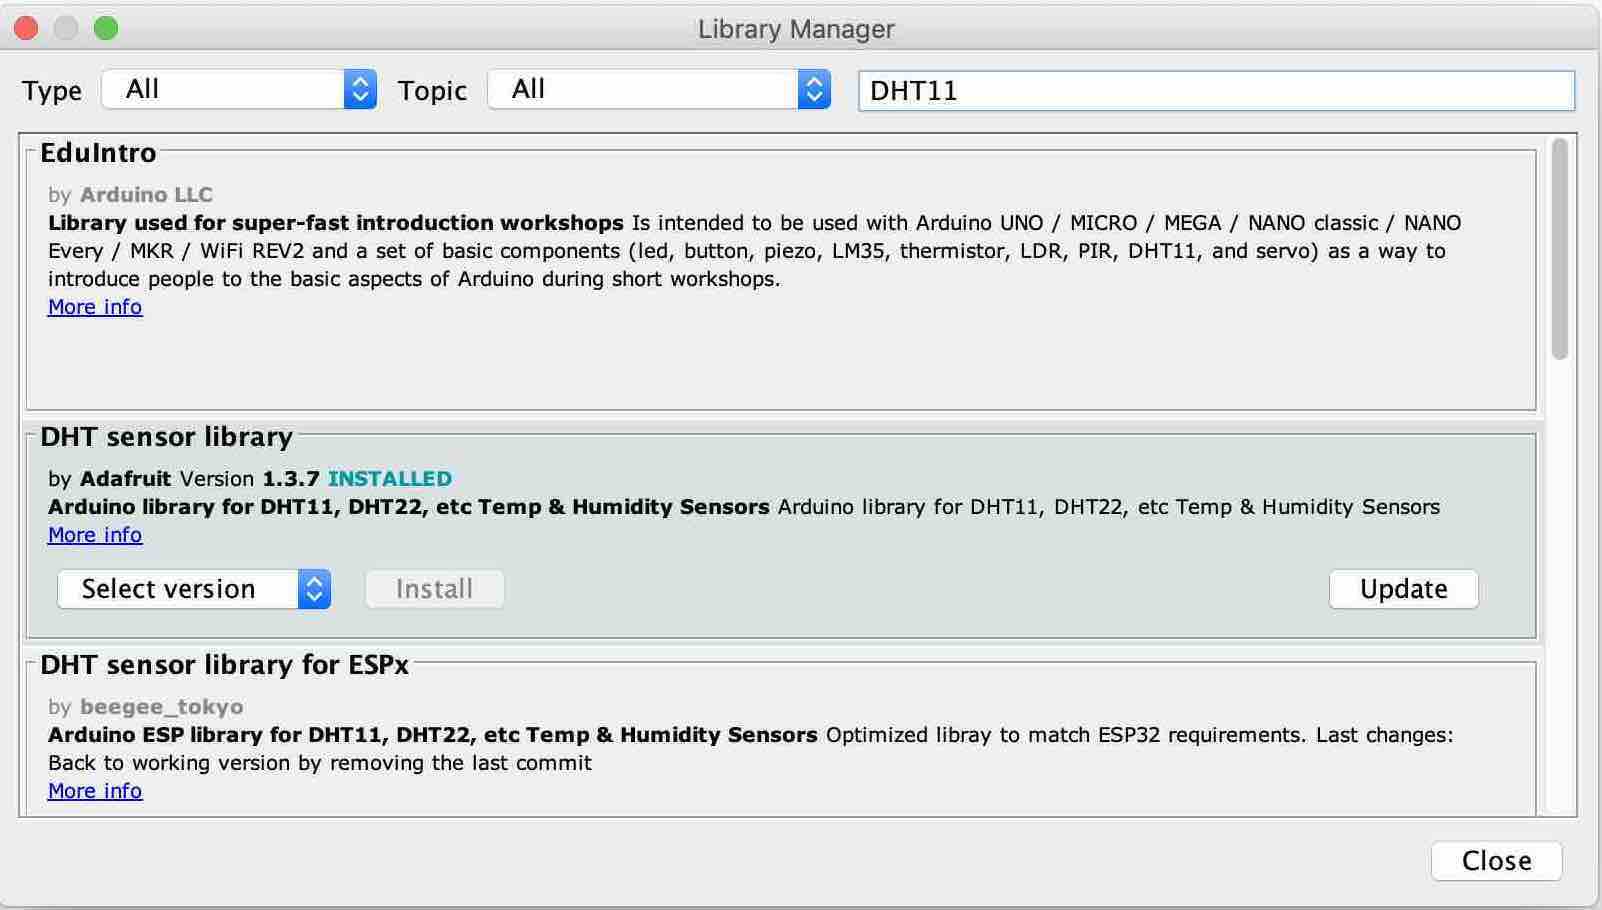 Library Manager
Type All Topic All DHT11
EduIntro
by Arduino LLC
Library used for super-fast introduction workshops Is intended to be used with Arduino UNO / MICRO / MEGA / NANO classic / NANO
Every / MKR / WiFi REV2 and a set of basic components (led, button, piezo, LM35, thermistor, LDR, PIR, DHT11, and servo) as a way to
introduce people to the basic aspects of Arduino during short workshops.
More info
DHT sensor library
by Adafruit Version 1.3.7 INSTALLED
Arduino library for DHT11, DHT22, etc Temp & Humidity Sensors Arduino library for DHT11, DHT22, etc Temp & Humidity Sensors
More info
Select version Install Update
DHT sensor library for ESPx
by beegee_tokyo
Arduino ESP library for DHT11, DHT22, etc Temp & Humidity Sensors Optimized libray to match ESP32 requirements. Last changes:
Back to working version by removing the last commit
More info
Close